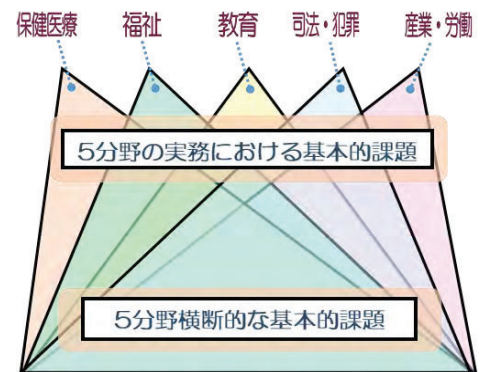 保健医療 福祉 教育 司法・犯罪 産業・労働
5分野の実務における基本的課題
5分野横断的な基本的課題